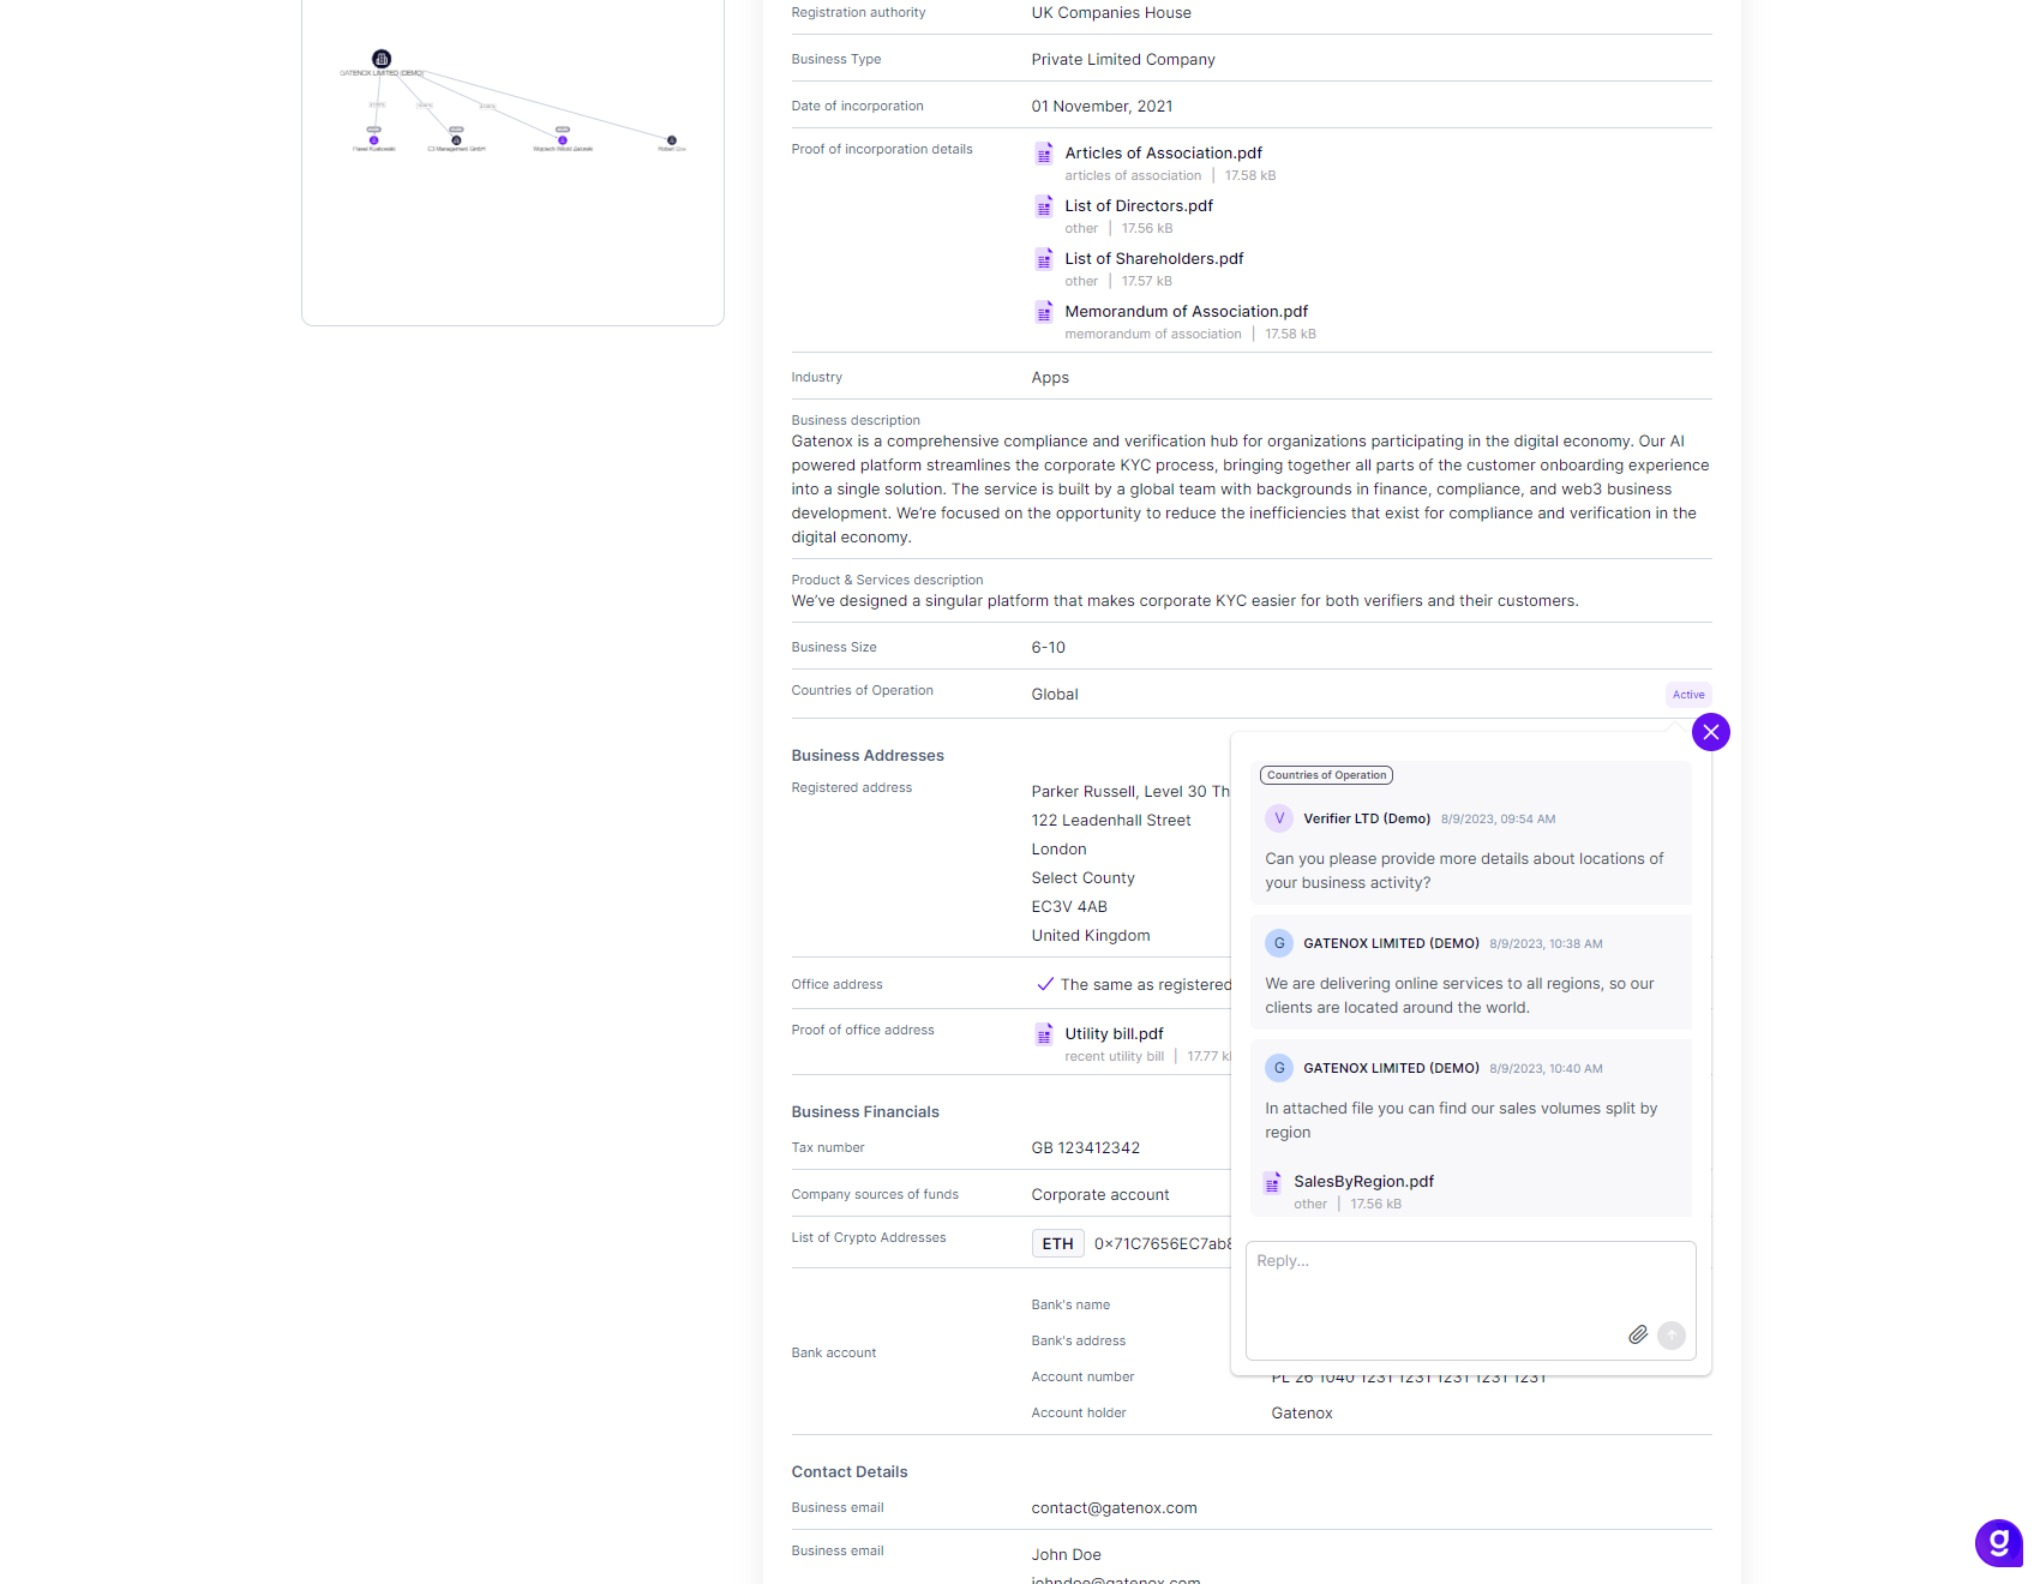 GATENOX LIMITED (DEMO)
C3 Management GmbH
Registration authority
UK Companies House
Business Type
Private Limited Company
Date of incorporation
01 November, 2021
Proof of incorporation details
Articles of Association.pdf
articles of association | 17.58 kB
List of Directors.pdf
other | 17.56 kB
List of Shareholders.pdf
other | 17.57 kB
Memorandum of Association.pdf
memorandum of association | 17.58 kB
Industry
Apps
Business description
Gatenox is a comprehensive compliance and verification hub for organizations participating in the digital economy. Our AI
powered platform streamlines the corporate KYC process, bringing together all parts of the customer onboarding experience
into a single solution. The service is built by a global team with backgrounds in finance, compliance, and web3 business
development. We’re focused on the opportunity to reduce the inefficiencies that exist for compliance and verification in the
digital economy.
Product & Services description
We’ve designed a singular platform that makes corporate KYC easier for both verifiers and their customers.
Business Size
6-10
Countries of Operation
Global
Active
Business Addresses
Registered address
Parker Russell, Level 30 Th
122 Leadenhall Street
London
Select County
EC3V 4AB
United Kingdom
Office address
The same as registered
Proof of office address
Utility bill.pdf
recent utility bill | 17.77 k
Business Financials
Tax number
GB 123412342
Company sources of funds
Corporate account
List of Crypto Addresses
ETH 0x71C7656EC7ab8
Bank account
Bank's name
Bank's address
Account number
PL 26 1040 1231 1231 1231 1231 1231
Account holder
Gatenox
Contact Details
Business email
contact@gatenox.com
Business email
John Doe
johndoe@gatenox.com
Countries of Operation
V Verifier LTD (Demo) 8/9/2023, 09:54 AM
Can you please provide more details about locations of
your business activity?
G GATENOX LIMITED (DEMO) 8/9/2023, 10:38 AM
We are delivering online services to all regions, so our
clients are located around the world.
G GATENOX LIMITED (DEMO) 8/9/2023, 10:40 AM
In attached file you can find our sales volumes split by
region
SalesByRegion.pdf
other | 17.56 kB
Reply...
g